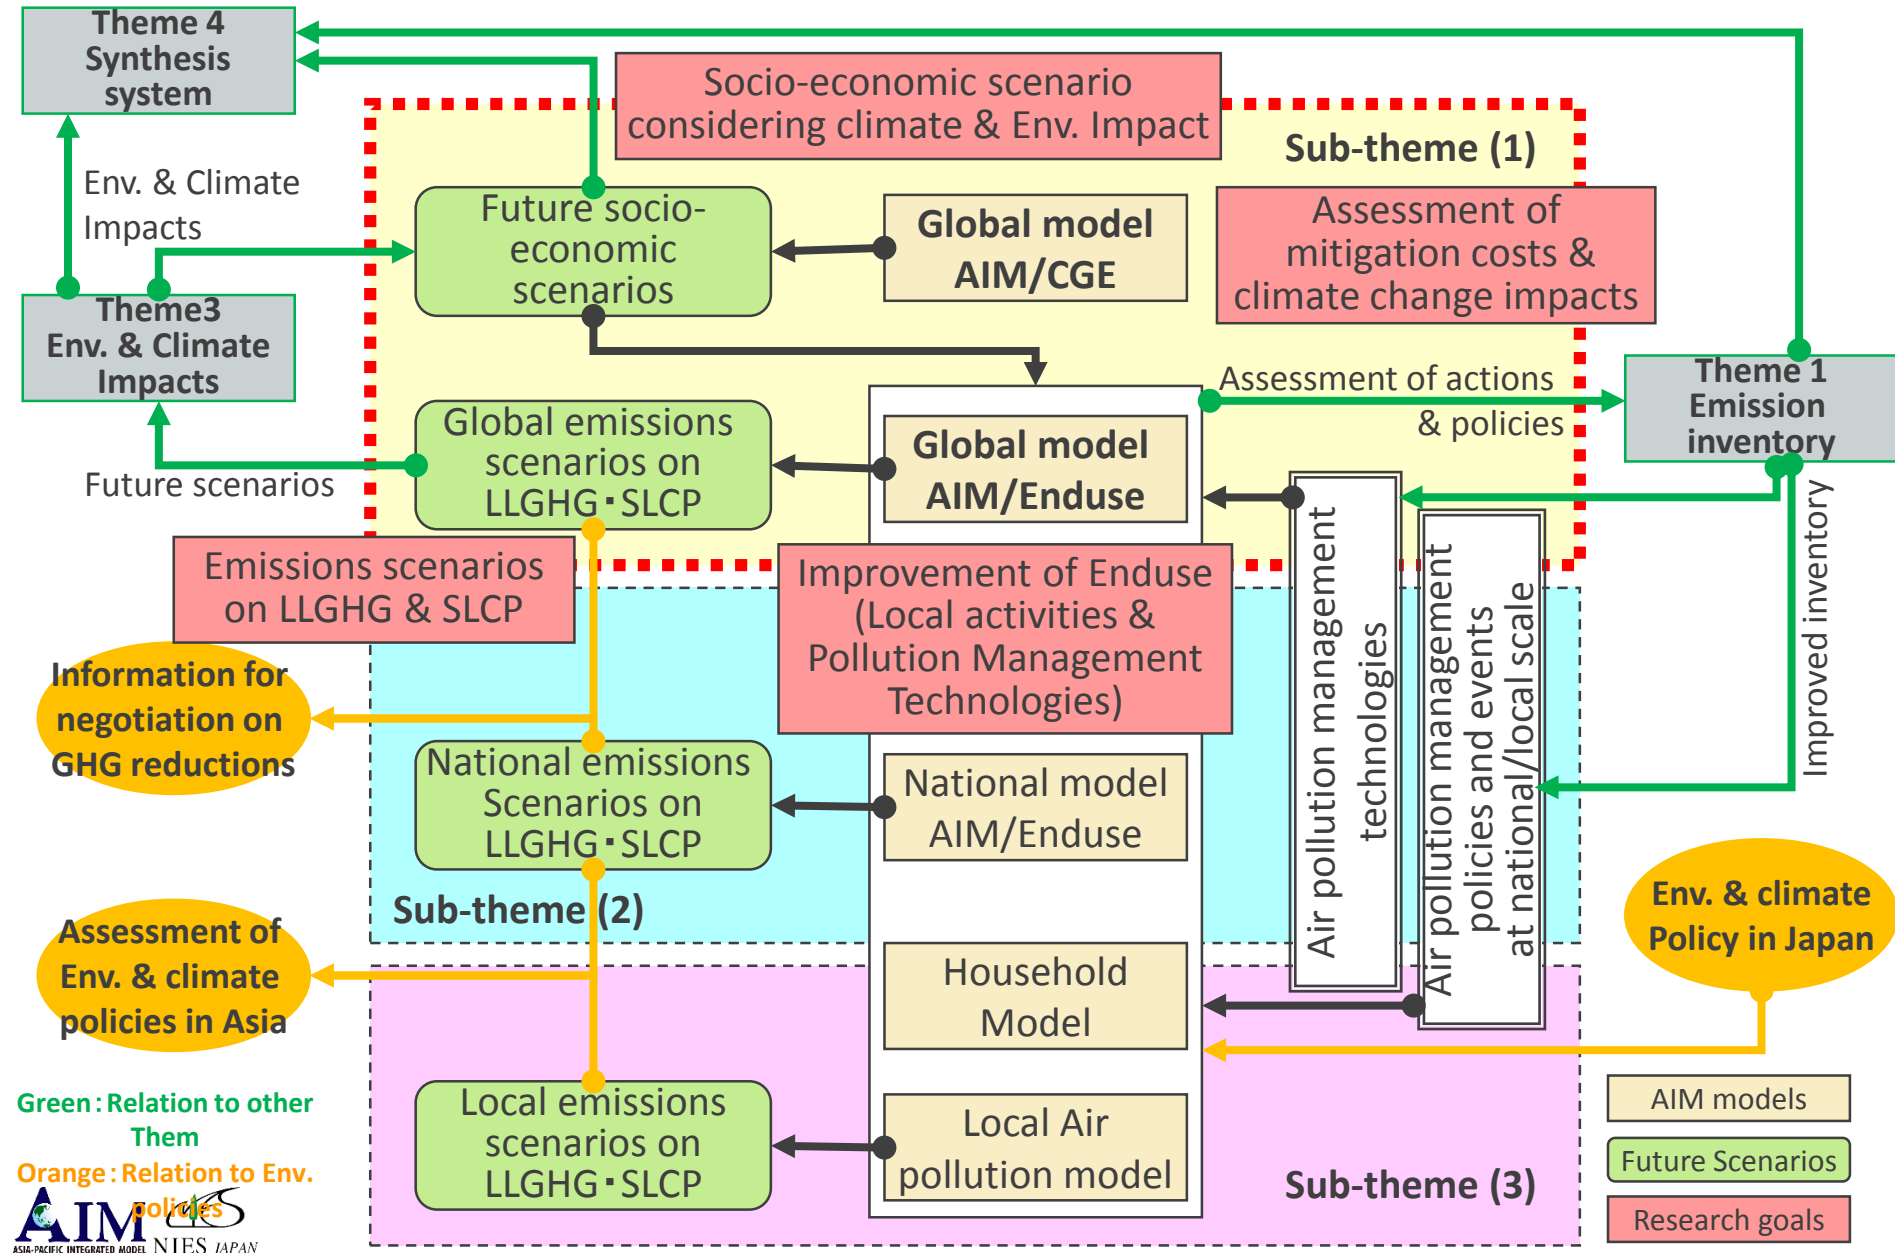 Theme 4
Synthesis
system
Socio-economic scenario
considering climate & Env. Impact
Sub-theme (1)
Env. & Climate
Impacts
Future socio-
economic
scenarios
Global model
AIM/CGE
Assessment of
mitigation costs &
climate change impacts
Theme3
Env. & Climate
Impacts
Assessment of actions
& policies
Theme 1
Emission
inventory
Global emissions
scenarios on
LLGHG・SLCP
Global model
AIM/Enduse
Future scenarios
Emissions scenarios
on LLGHG & SLCP
Improvement of Enduse
(Local activities &
Pollution Management
Technologies)
Air pollution management
technologies
Air pollution management
policies and events
at national/local scale
Improved inventory
Information for
negotiation on
GHG reductions
National emissions
Scenarios on
LLGHG・SLCP
National model
AIM/Enduse
Sub-theme (2)
Env. & climate
Policy in Japan
Assessment of
Env. & climate
policies in Asia
Household
Model
Local emissions
scenarios on
LLGHG・SLCP
Local Air
pollution model
Sub-theme (3)
Green : Relation to other
Them
Orange : Relation to Env.
policies
AIM models
Future Scenarios
Research goals
AIM
ASIA-PACIFIC INTEGRATED MODEL
NIES JAPAN